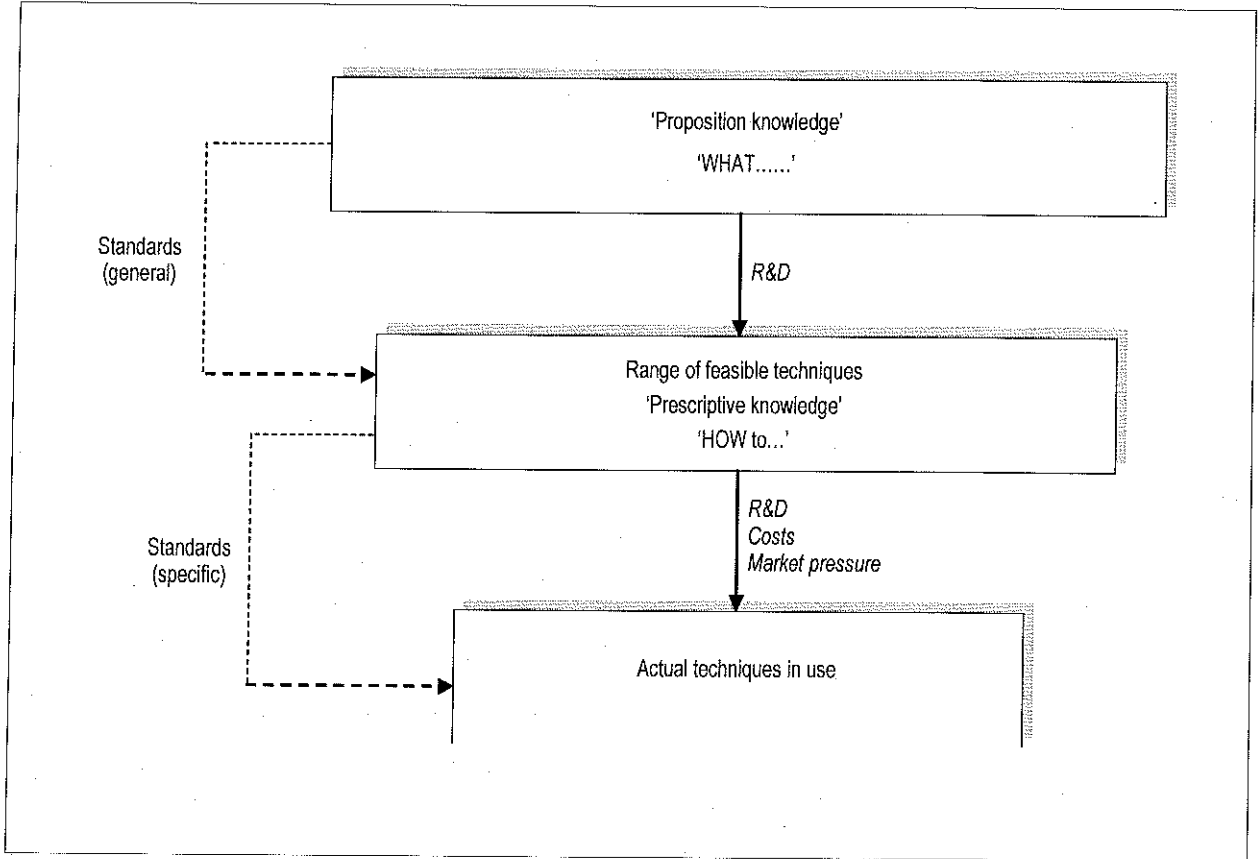 'Proposition knowledge'
'WHAT......'
Standards
(general)
R&D
Range of feasible techniques
'Prescriptive knowledge'
'HOW to...'
R&D
Costs
Market pressure
Standards
(specific)
Actual techniques in use